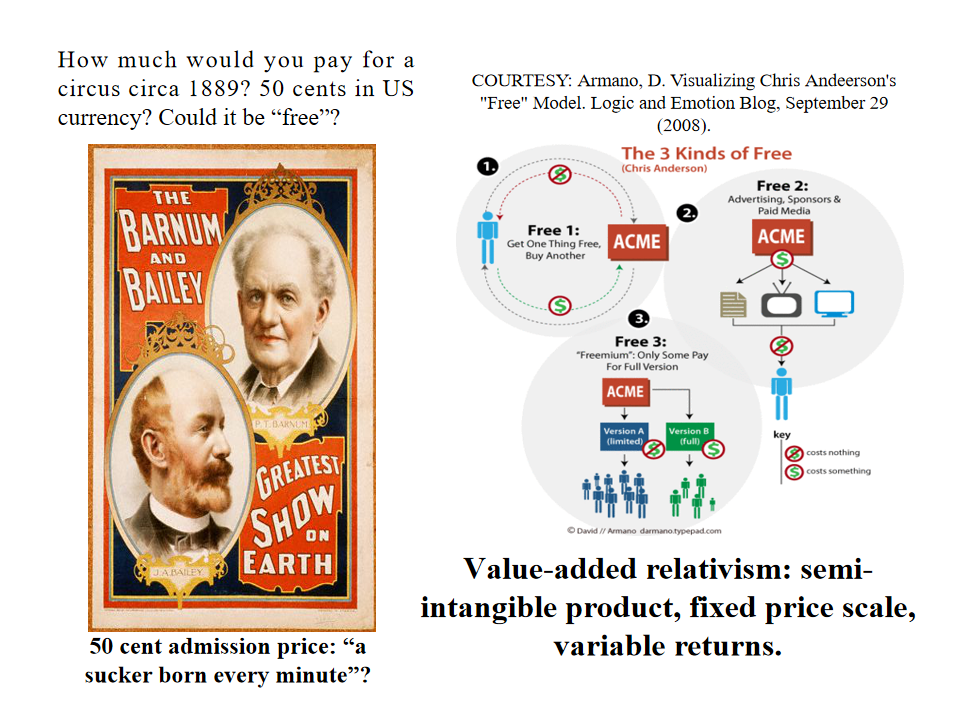 How much would you pay for a
circus circa 1889? 50 cents in US
currency? Could it be “free”?
THE
BARNUM
AND
BAILEY
P.T. BARNUM
J.A. BAILEY
GREATEST
SHOW
ON
EARTH
50 cent admission price: “a
sucker born every minute”?
COURTESY: Armano, D. Visualizing Chris Andeerson's
"Free" Model. Logic and Emotion Blog, September 29
(2008).
The 3 Kinds of Free
(Chris Anderson)
1.
$
Free 1:
Get One Thing Free,
Buy Another
ACME
$
2.
Free 2:
Advertising, Sponsors &
Paid Media
ACME
$
$
3.
Free 3:
"Freemium": Only Some Pay
For Full Version
ACME
Version A
(limited)
$
Version B
(full)
$
key
$ costs nothing
$ costs something
© David // Armano darmano.typepad.com
Value-added relativism: semi-
intangible product, fixed price scale,
variable returns.